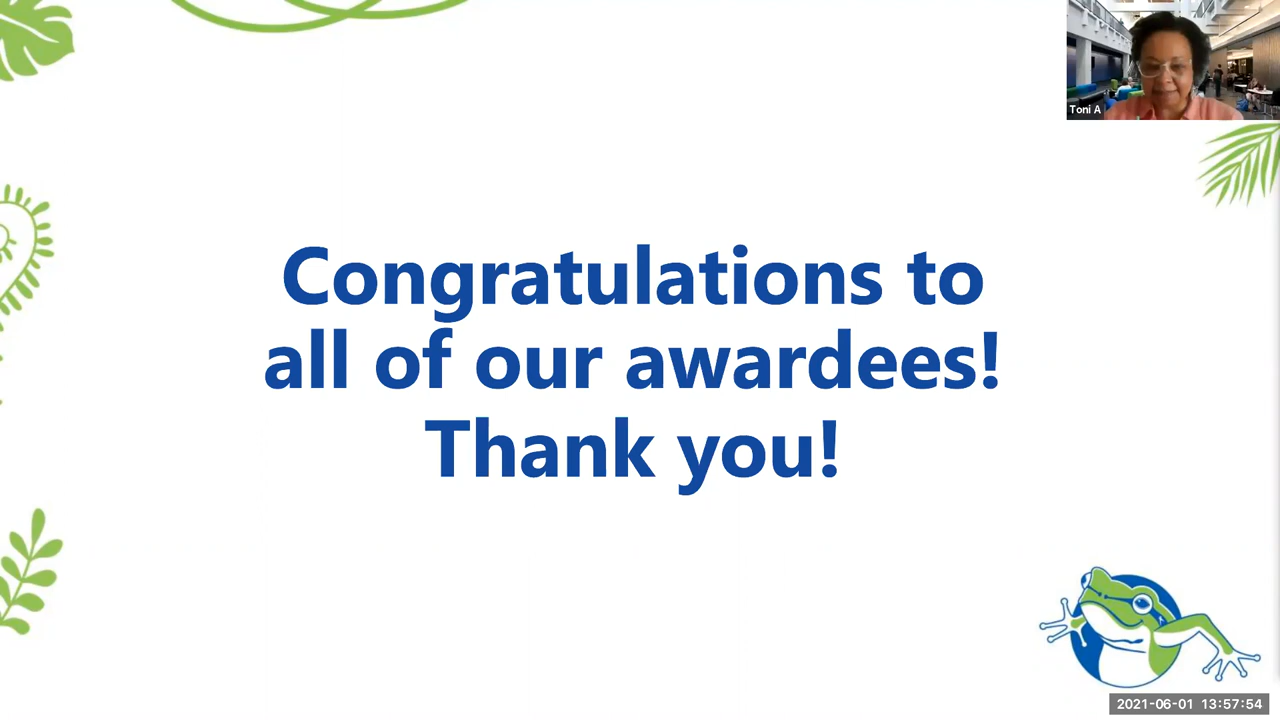 Toni A
Congratulations to
all of our awardees!
Thank you!
2021-06-01 13:57:54